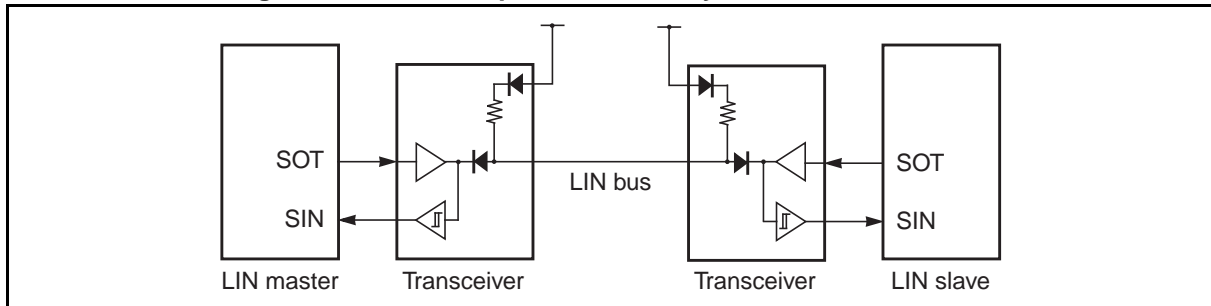 SOT
SIN
LIN bus
SOT
SIN
LIN master
Transceiver
Transceiver
LIN slave